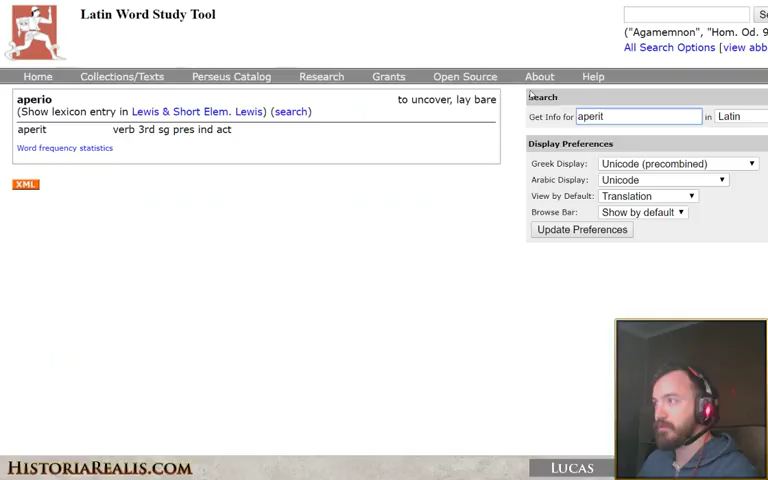 Latin Word Study Tool
("Agamemnon", "Hom. Od. 9
All Search Options [view abb
Home Collections/Texts Perseus Catalog Research Grants Open Source About Help
aperio to uncover, lay bare
(Show lexicon entry in Lewis & Short Elem. Lewis) (search)
aperit verb 3rd sg pres ind act
Word frequency statistics
XML
Search
Get Info for aperit in Latin
Display Preferences
Greek Display: Unicode (precombined)
Arabic Display: Unicode
View by Default: Translation
Browse Bar: Show by default
Update Preferences
HistoriaRealis.com
Lucas